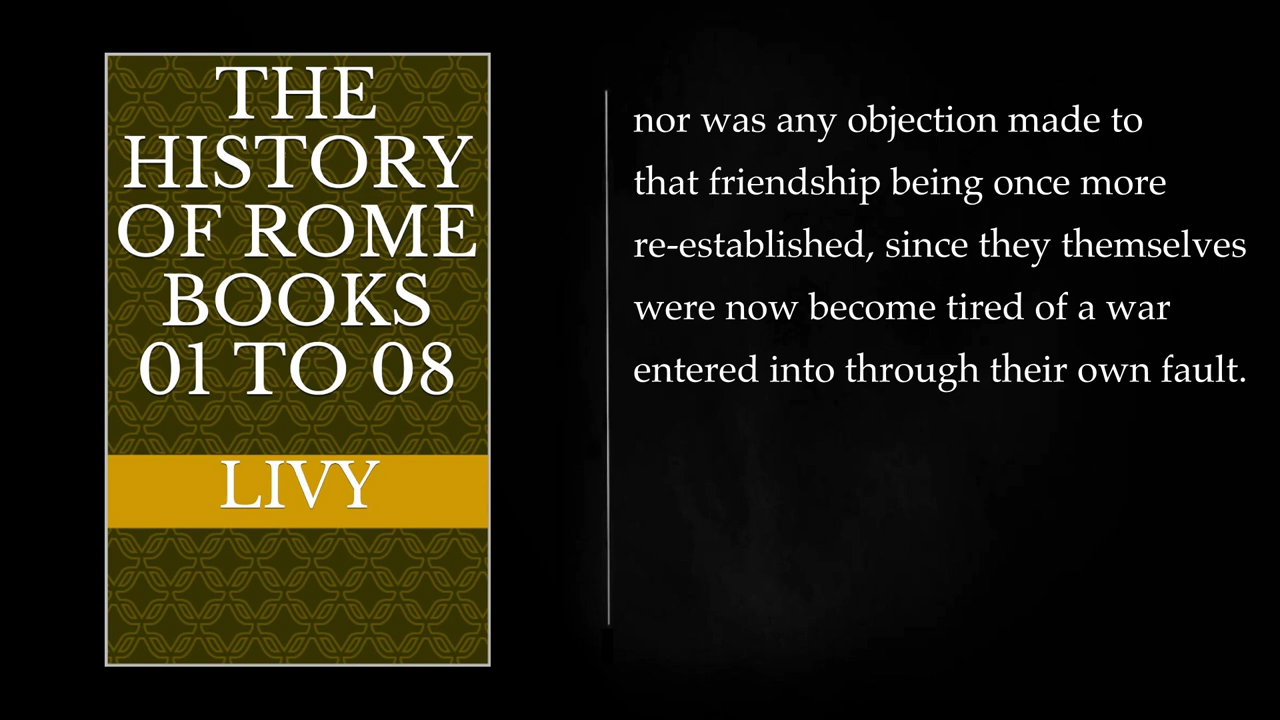 THE
HISTORY
OF ROME
BOOKS
01 TO 08
LIVY
nor was any objection made to
that friendship being once more
re-established, since they themselves
were now become tired of a war
entered into through their own fault.